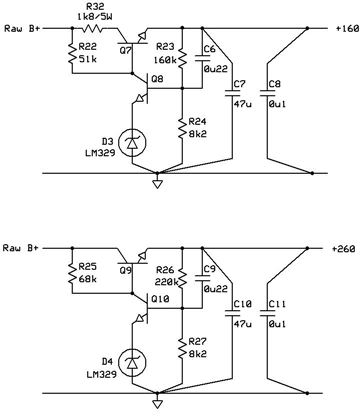 R32
1k8/5W
Raw B+
+160
R22
51k
Q7
R23
160k
C6
0u22
Q8
C7
47u
C8
0u1
R24
8k2
D3
LM329
Raw B+
+260
R25
68k
Q9
R26
220k
C9
0u22
Q10
C10
47u
C11
0u1
R27
8k2
D4
LM329